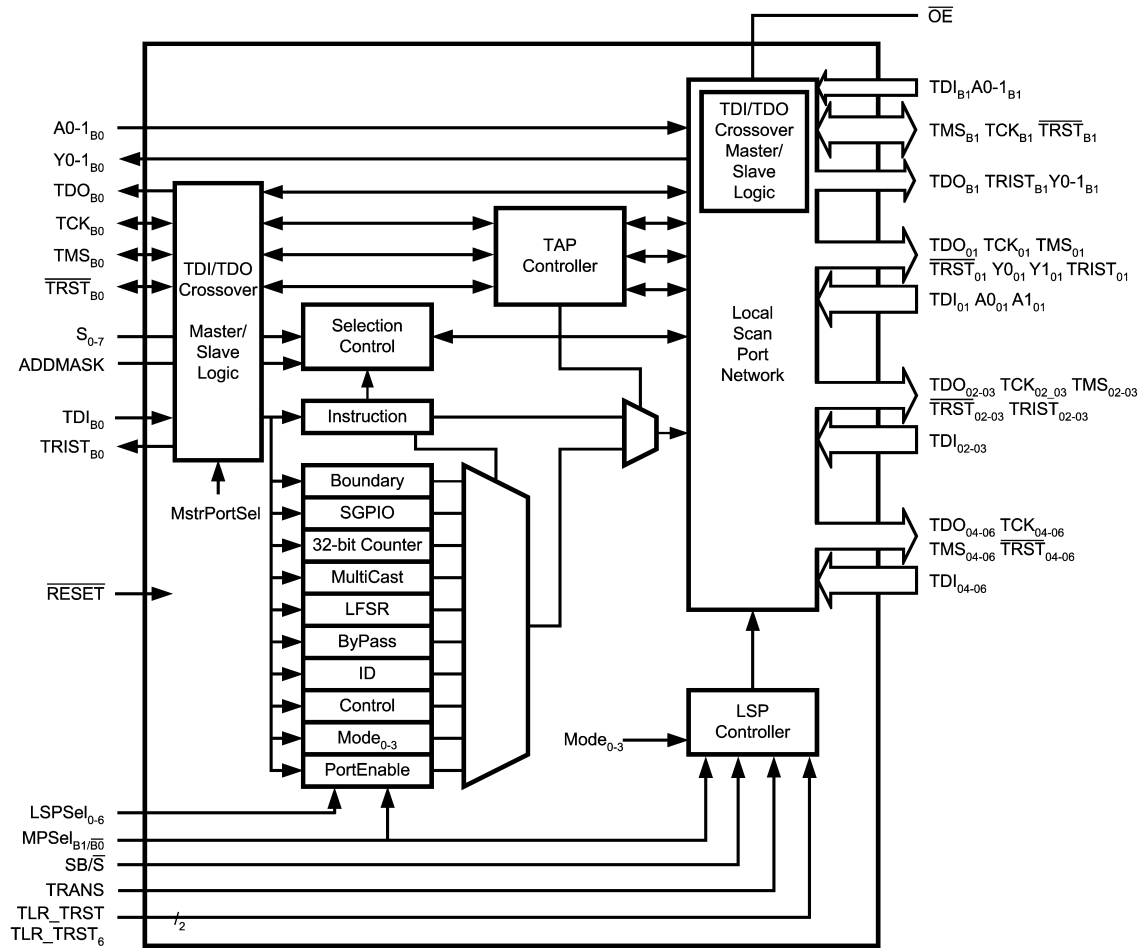 OE
A0-1B0
Y0-1B0
TDOB0
TCKB0
TMSB0
TRSTB0
S0-7
ADDMASK
TDIB0
TRISTB0
RESET
LSPSel0-6
MPSelB1/B0
SB/S
TRANS
TLR_TRST
TLR_TRST6
/2
TDI/TDO
Crossover
Master/
Slave
Logic
MstrPortSel
TAP
Controller
Selection
Control
Instruction
Boundary
SGPIO
32-bit Counter
MultiCast
LFSR
ByPass
ID
Control
Mode0-3
PortEnable
TDI/TDO
Crossover
Master/
Slave
Logic
Local
Scan
Port
Network
Mode0-3
LSP
Controller
TDIB1A0-1B1
TMSB1 TCKB1 TRSTB1
TDOB1 TRISTB1Y0-1B1
TDO01 TCK01 TMS01
TRST01 Y001 Y101 TRIST01
TDI01 A001 A101
TDO02-03 TCK02_03 TMS02-03
TRST02-03 TRIST02-03
TDI02-03
TDO04-06 TCK04-06
TMS04-06 TRST04-06
TDI04-06